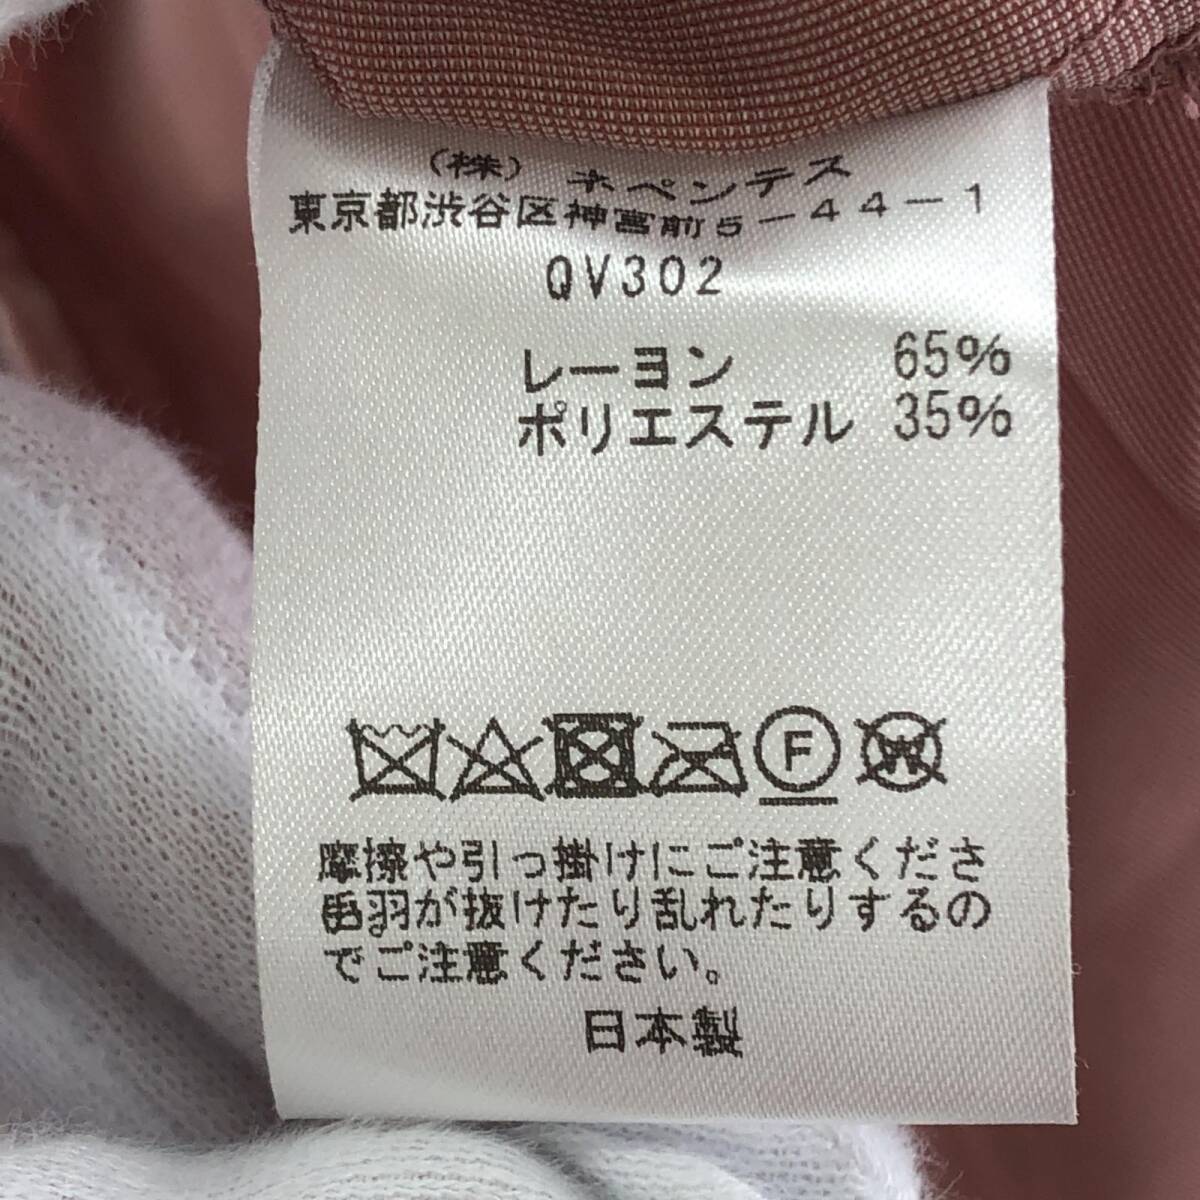 (株) ネペンテス
東京都渋谷区神宮前5-44-1
QV302
レーヨン 65%
ポリエステル 35%
F
W
摩擦や引っ掛けにご注意くださ
毛羽が抜けたり乱れたりするの
でご注意ください。
日本製